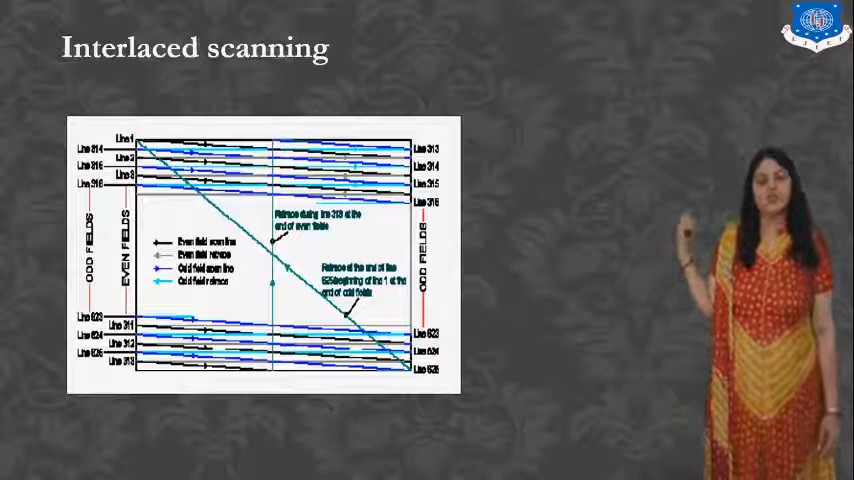 Interlaced scanning
Line 1
Line 314
Line 2
Line 315
Line 3
Line 316
Line 313
Line 314
Line 315
Line 316
ODD FIELDS
EVEN FIELDS
ODD FIELDS
Retrace during line 313 at the
end of even fields
Even field scan line
Even field retrace
Odd field scan line
Odd field retrace
Retrace at the end of line
625/beginning of line 1 at the
end of odd fields
Line 623
Line 311
Line 624
Line 312
Line 625
Line 313
Line 623
Line 624
Line 625